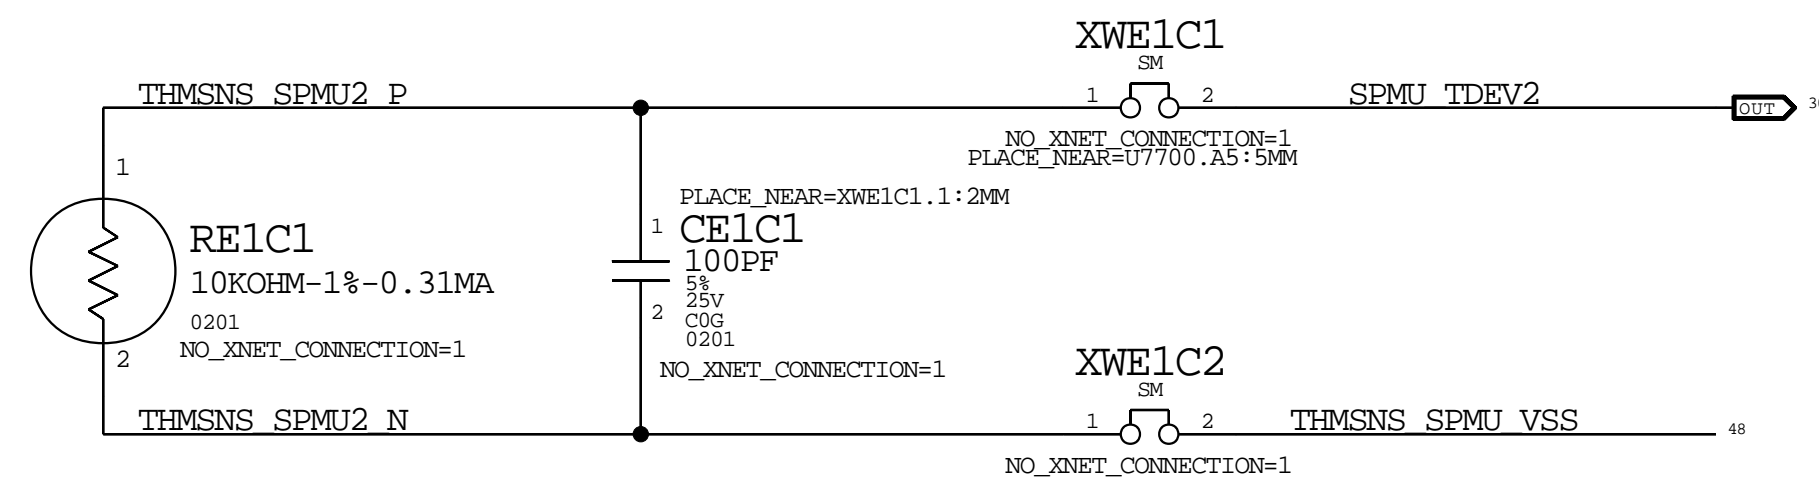 XWE1C1
SM
THMSNS_SPMU2_P
1
2
SPMU_TDEV2
OUT
NO_XNET_CONNECTION=1
PLACE_NEAR=U7700.A5:5MM
1
PLACE_NEAR=XWE1C1.1:2MM
1
CE1C1
RE1C1
100PF
10KOHM-1%-0.31MA
5%
25V
2
C0G
0201
0201
2
NO_XNET_CONNECTION=1
NO_XNET_CONNECTION=1
XWE1C2
SM
THMSNS_SPMU2_N
1
2
THMSNS_SPMU_VSS
48
NO_XNET_CONNECTION=1